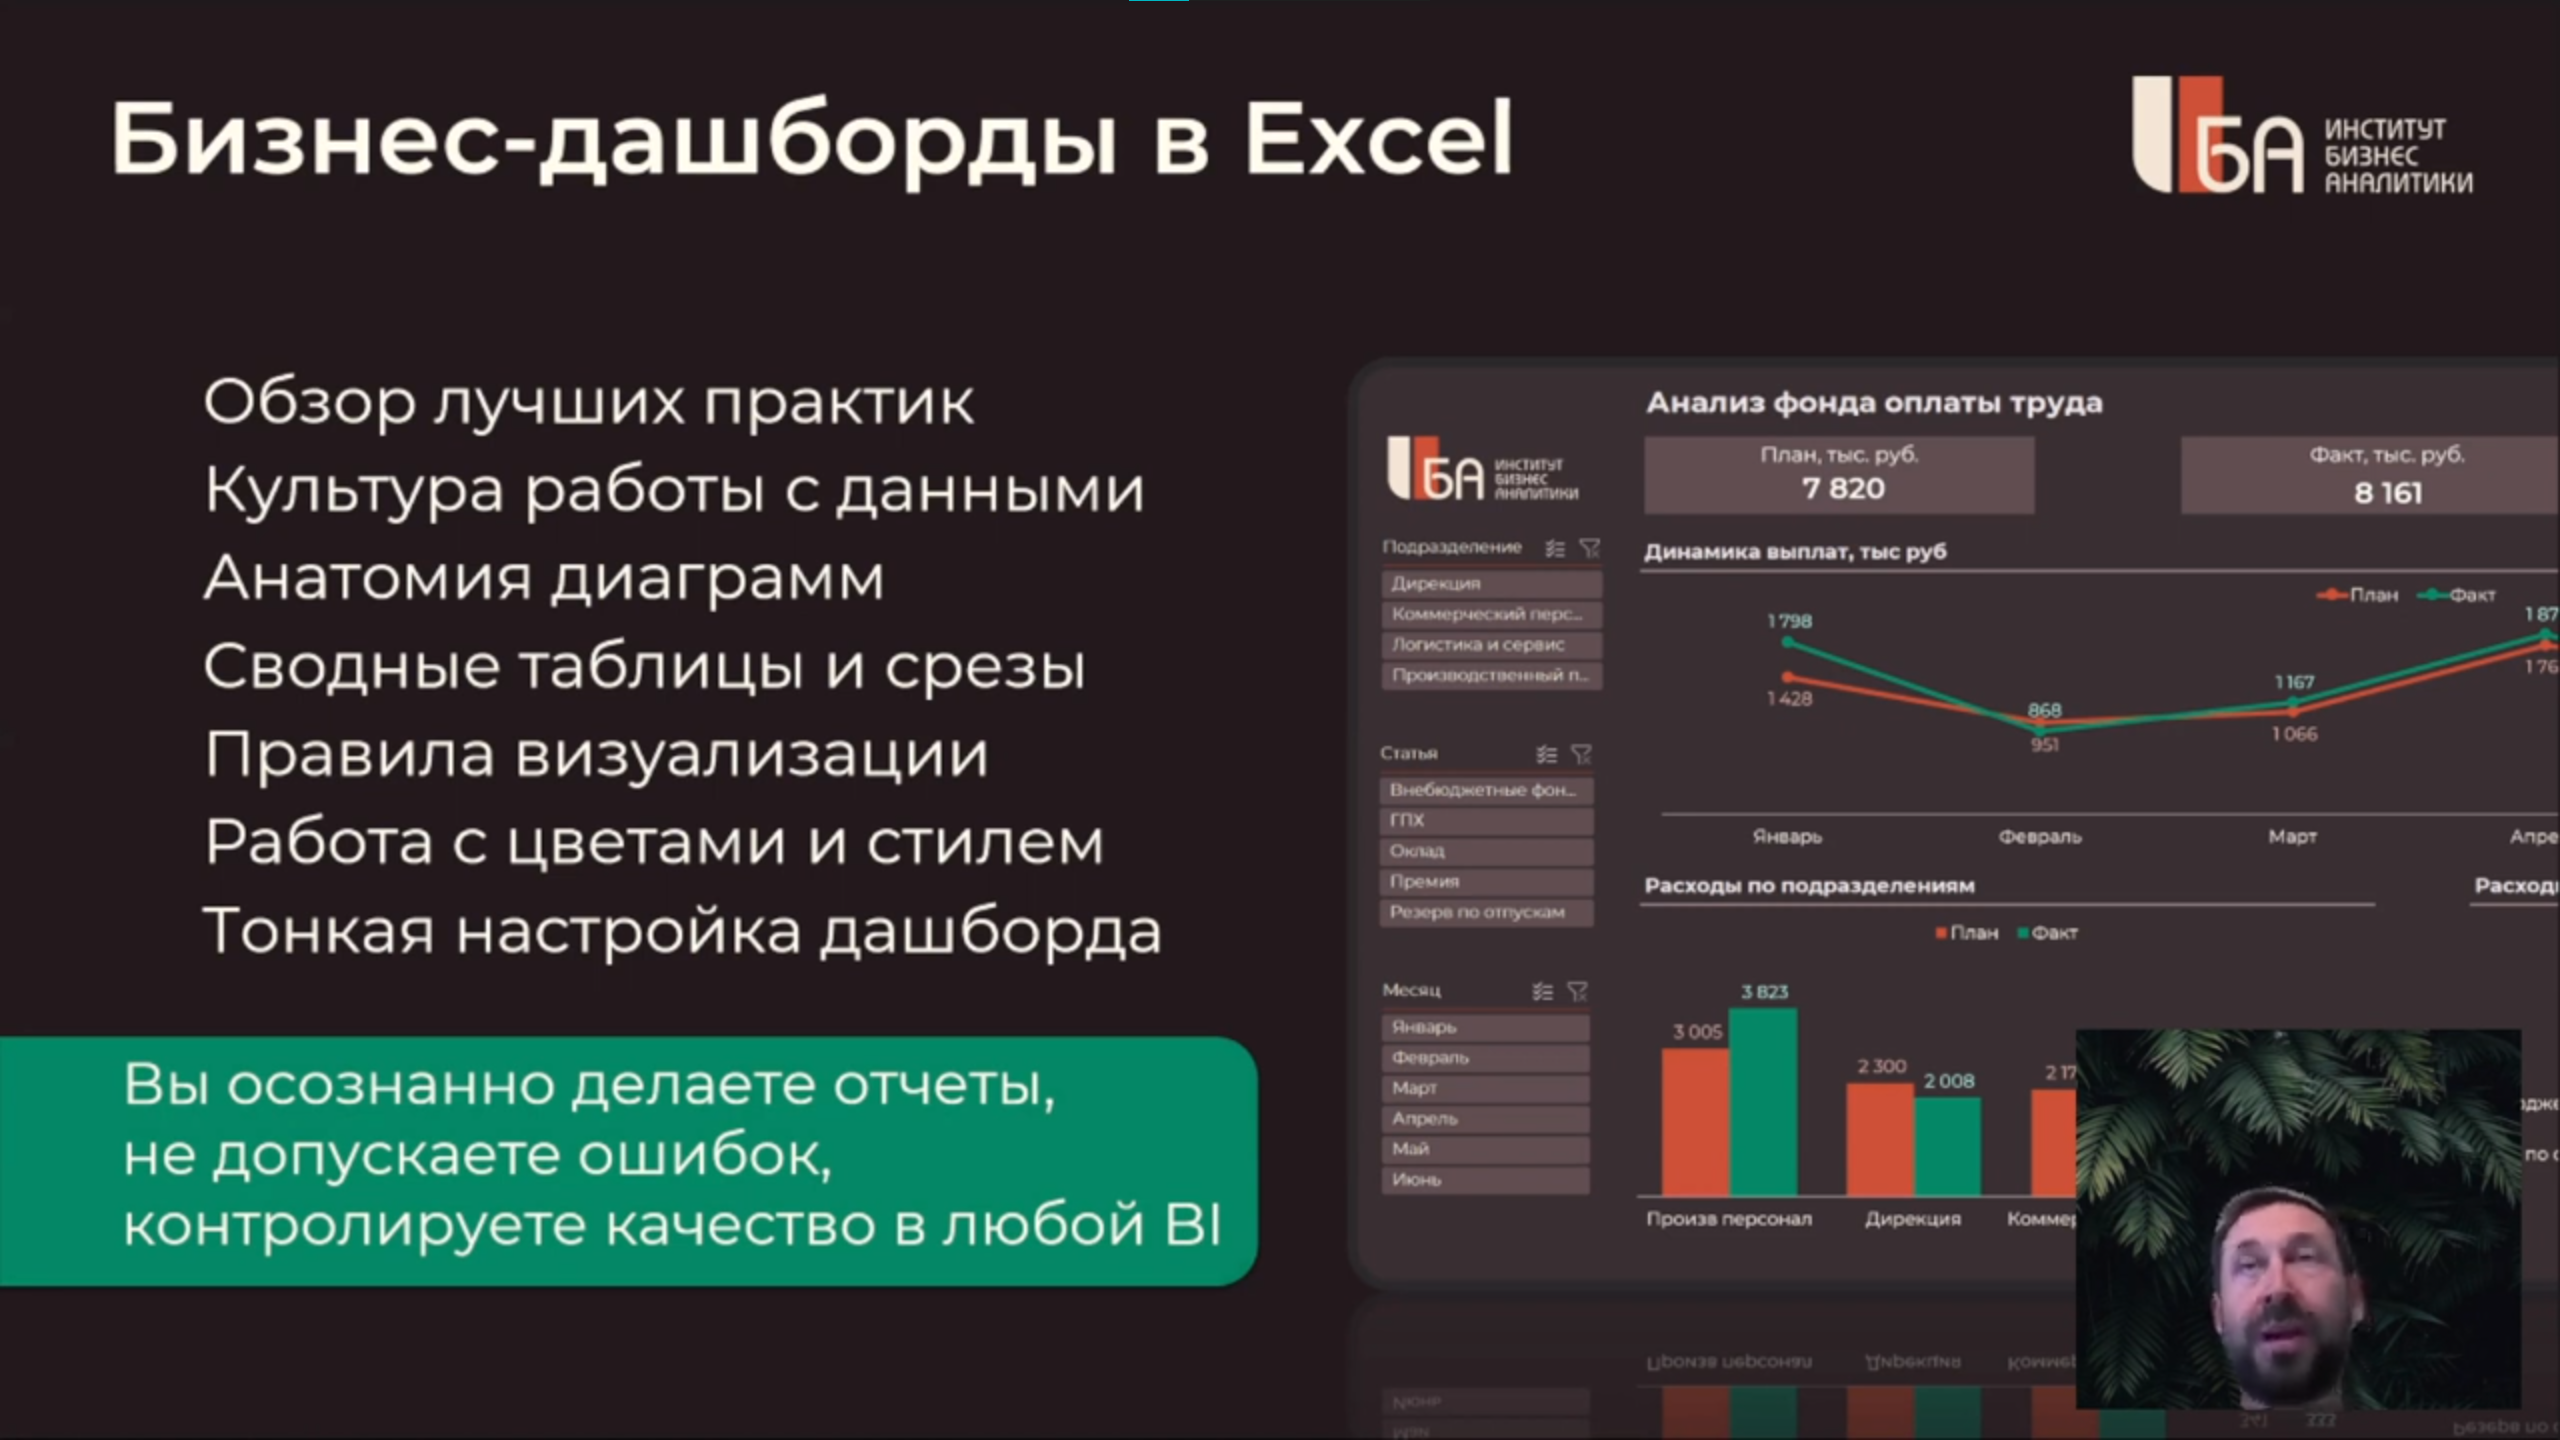 Бизнес-дашборды в Excel
БА
ИНСТИТУТ
БИЗНЕС
АНАЛИТИКИ
Обзор лучших практик
Культура работы с данными
Анатомия диаграмм
Сводные таблицы и срезы
Правила визуализации
Работа с цветами и стилем
Тонкая настройка дашборда
Вы осознанно делаете отчеты,
не допускаете ошибок,
контролируете качество в любой BI
БА
ИНСТИТУТ
БИЗНЕС
АНАЛИТИКИ
Анализ фонда оплаты труда
План, тыс. руб.
7 820
Факт, тыс. руб.
8 161
Подразделение
Дирекция
Коммерческий перс...
Логистика и сервис
Производственный п...
Статья
Внебюджетные фон...
ГПХ
Оклад
Премия
Резерв по отпускам
Месяц
Январь
Февраль
Март
Апрель
Май
Июнь
Динамика выплат, тыс руб
План Факт
1 798
1 428
868
951
1 167
1 066
1 87
1 76
Январь Февраль Март Апре
Расходы по подразделениям
Расход
План Факт
3 005
3 823
2 300
2 008
2 17
Произв персонал Дирекция Коммер